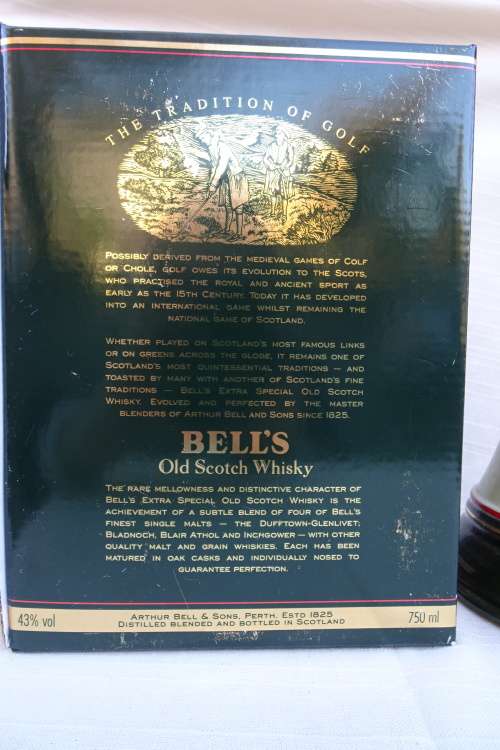 THE TRADITION OF GOLF
POSSIBLY DERIVED FROM THE MEDIEVAL GAMES OF COLF
OR CHOLE, GOLF OWES ITS EVOLUTION TO THE SCOTS,
WHO PRACTISED THE ROYAL AND ANCIENT SPORT AS
EARLY AS THE 15TH CENTURY. TODAY IT HAS DEVELOPED
INTO AN INTERNATIONAL GAME WHILST REMAINING THE
NATIONAL GAME OF SCOTLAND.
WHETHER PLAYED ON SCOTLAND'S MOST FAMOUS LINKS
OR ON GREENS ACROSS THE GLOBE, IT REMAINS ONE OF
SCOTLAND'S MOST QUINTESSENTIAL TRADITIONS — AND
TOASTED BY MANY WITH ANOTHER OF SCOTLAND'S FINE
TRADITIONS — BELL'S EXTRA SPECIAL OLD SCOTCH
WHISKY. EVOLVED AND PERFECTED BY THE MASTER
BLENDERS OF ARTHUR BELL AND SONS SINCE 1825.
BELL'S
Old Scotch Whisky
THE RARE MELLOWNESS AND DISTINCTIVE CHARACTER OF
BELL'S EXTRA SPECIAL OLD SCOTCH WHISKY IS THE
ACHIEVEMENT OF A SUBTLE BLEND OF FOUR OF BELL'S
FINEST SINGLE MALTS — THE DUFFTOWN-GLENLIVET;
BLADNOCH, BLAIR ATHOL AND INCHGOWER — WITH OTHER
QUALITY MALT AND GRAIN WHISKIES. EACH HAS BEEN
MATURED IN OAK CASKS AND INDIVIDUALLY NOSED TO
GUARANTEE PERFECTION.
43% vol
ARTHUR BELL & SONS, PERTH, ESTD 1825
DISTILLED BLENDED AND BOTTLED IN SCOTLAND
750 ml